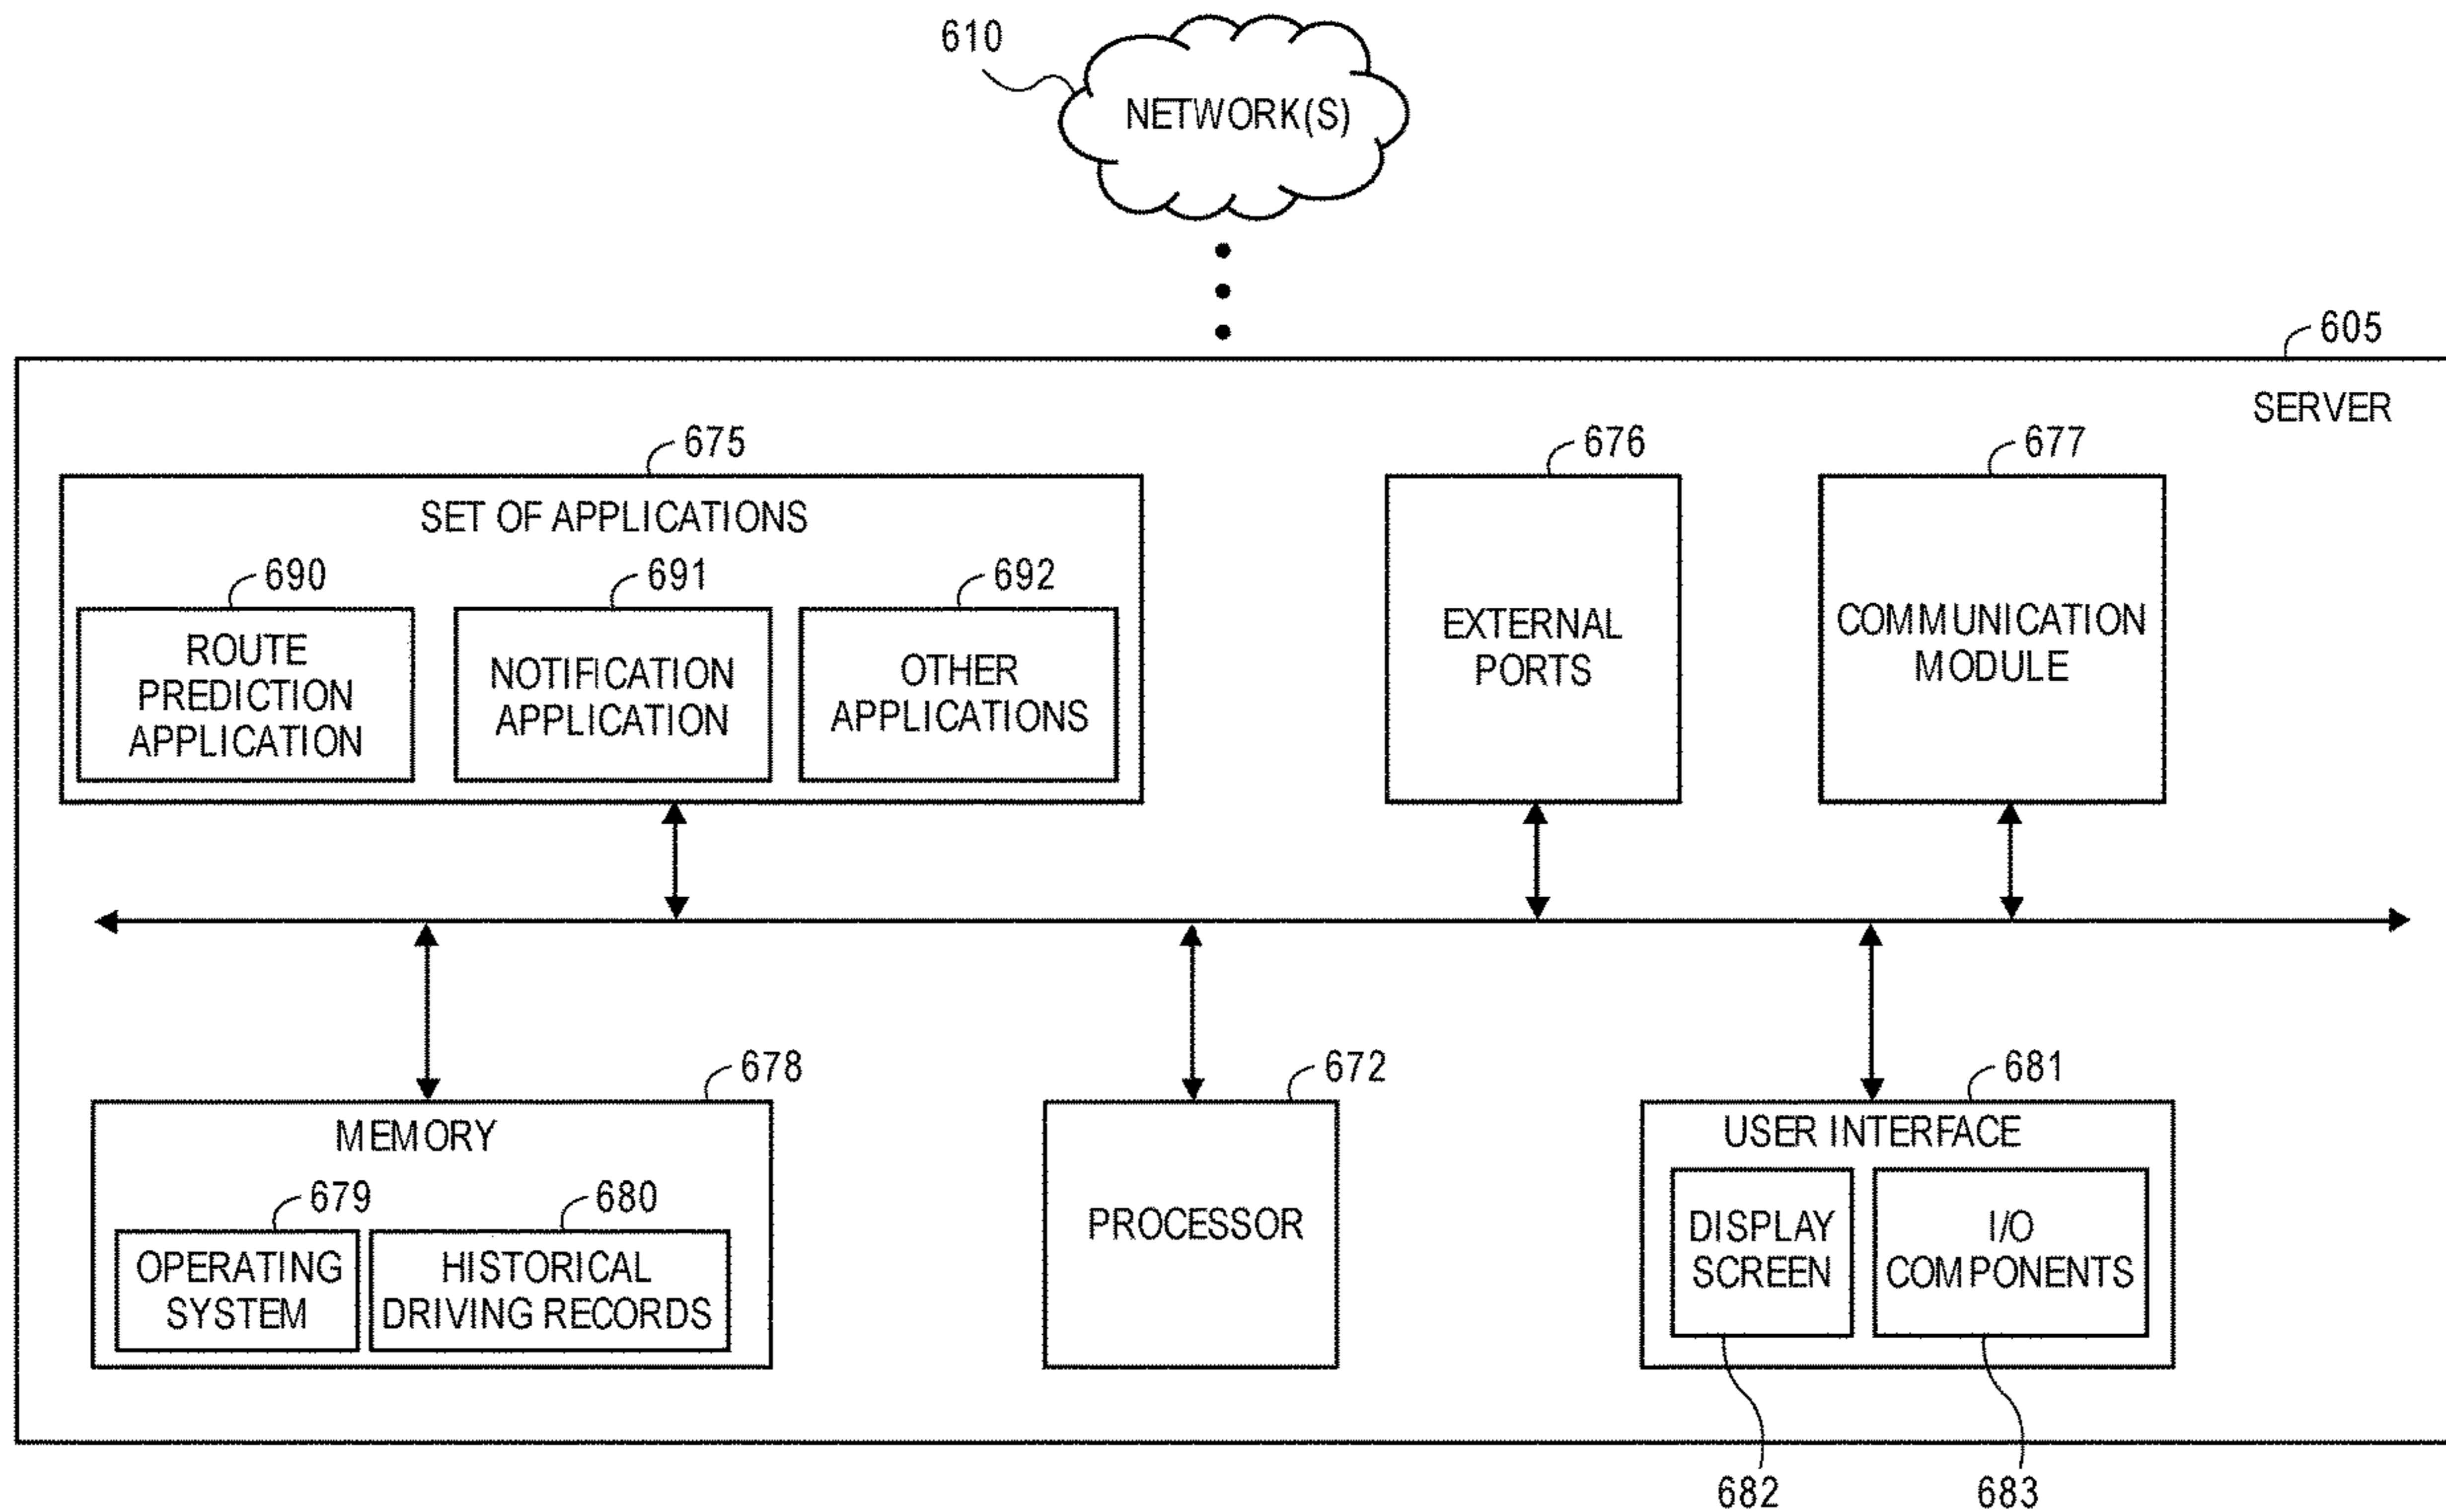 610
NETWORK(S)
605
SERVER
675
676
677
SET OF APPLICATIONS
690
691
692
ROUTE
PREDICTION
APPLICATION
NOTIFICATION
APPLICATION
OTHER
APPLICATIONS
EXTERNAL
PORTS
COMMUNICATION
MODULE
678
672
681
MEMORY
679
680
OPERATING
SYSTEM
HISTORICAL
DRIVING RECORDS
PROCESSOR
USER INTERFACE
DISPLAY
SCREEN
I/O
COMPONENTS
682
683